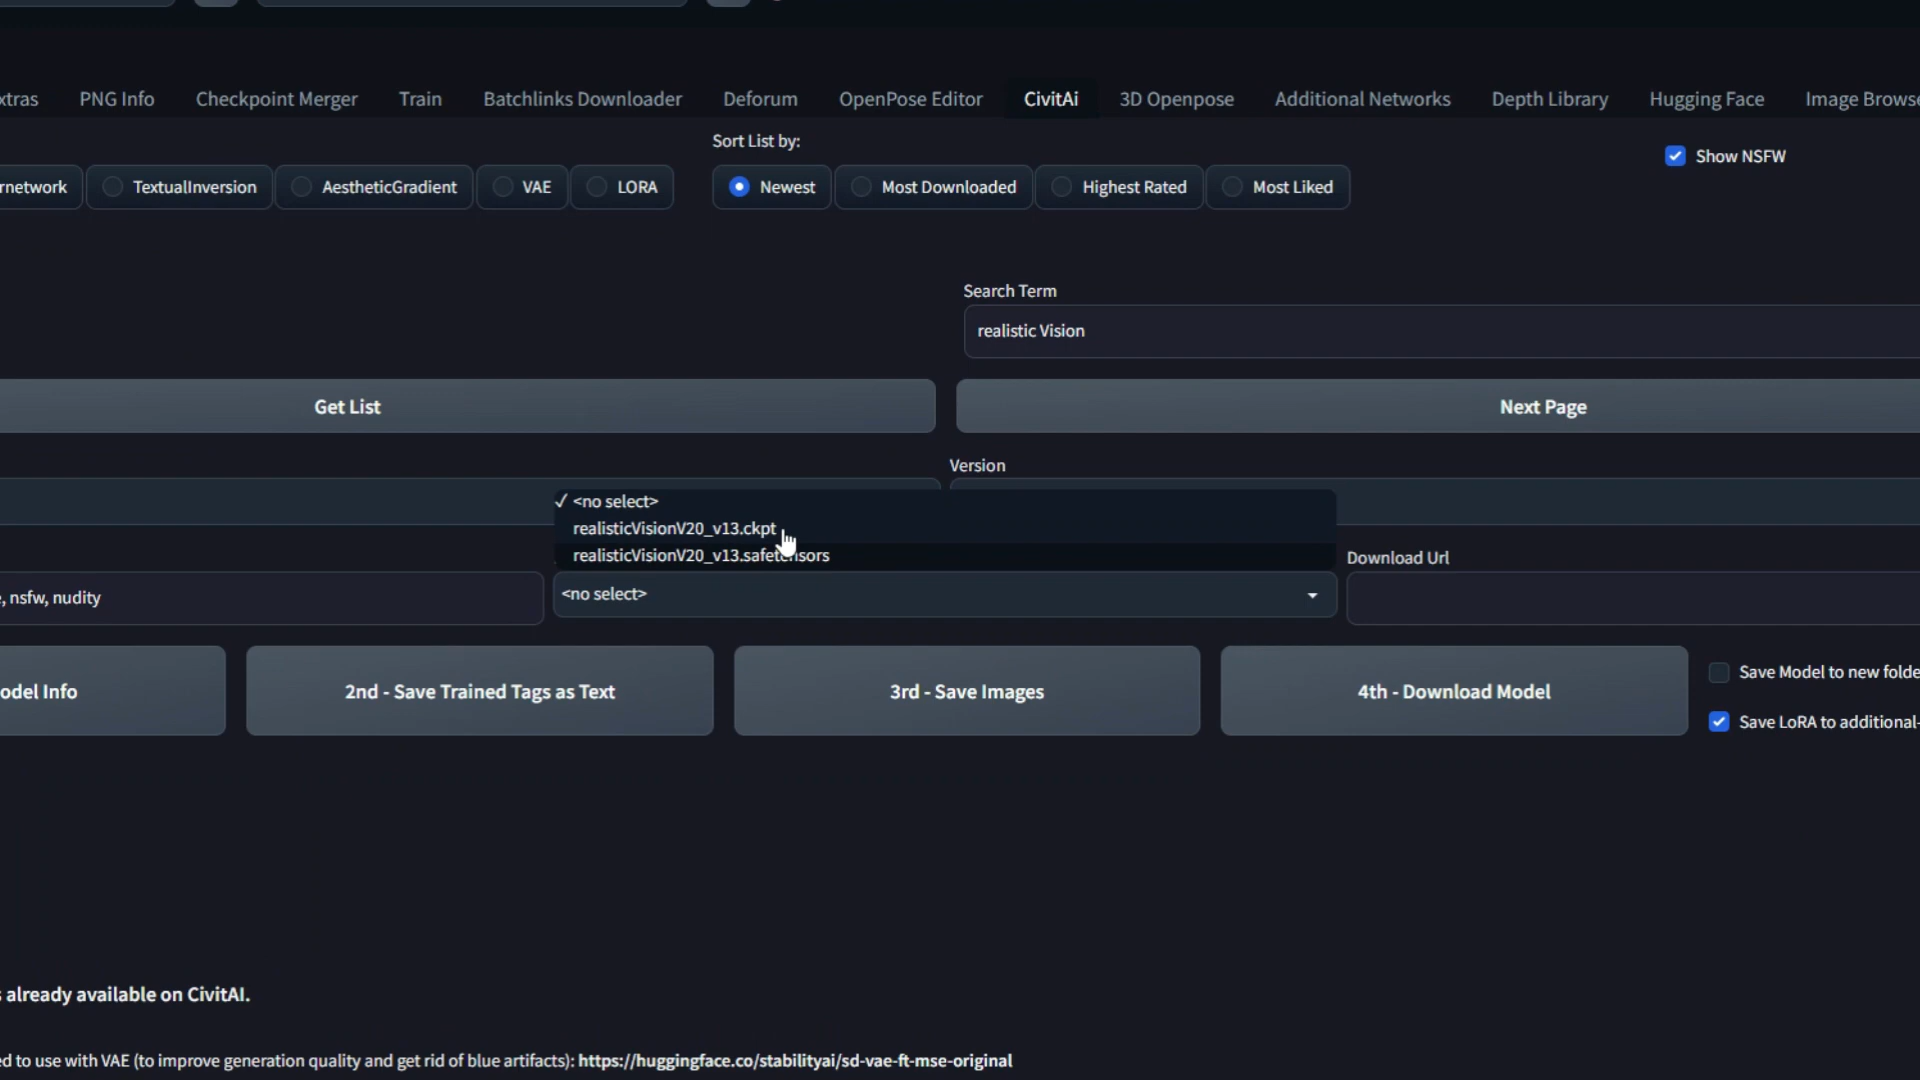 xtras PNG Info Checkpoint Merger Train Batchlinks Downloader Deforum OpenPose Editor CivitAi 3D Openpose Additional Networks Depth Library Hugging Face Image Browse
Sort List by:
Show NSFW
rnetwork TextualInversion AestheticGradient VAE LORA Newest Most Downloaded Highest Rated Most Liked
Search Term
realistic Vision
Get List Next Page
Version
✓ <no select>
realisticVisionV20_v13.ckpt
realisticVisionV20_v13.safetensors
Download Url
, nsfw, nudity <no select>
odel Info 2nd - Save Trained Tags as Text 3rd - Save Images 4th - Download Model
Save Model to new folde
Save LoRA to additional-
already available on CivitAI.
ed to use with VAE (to improve generation quality and get rid of blue artifacts): https://huggingface.co/stabilityai/sd-vae-ft-mse-original